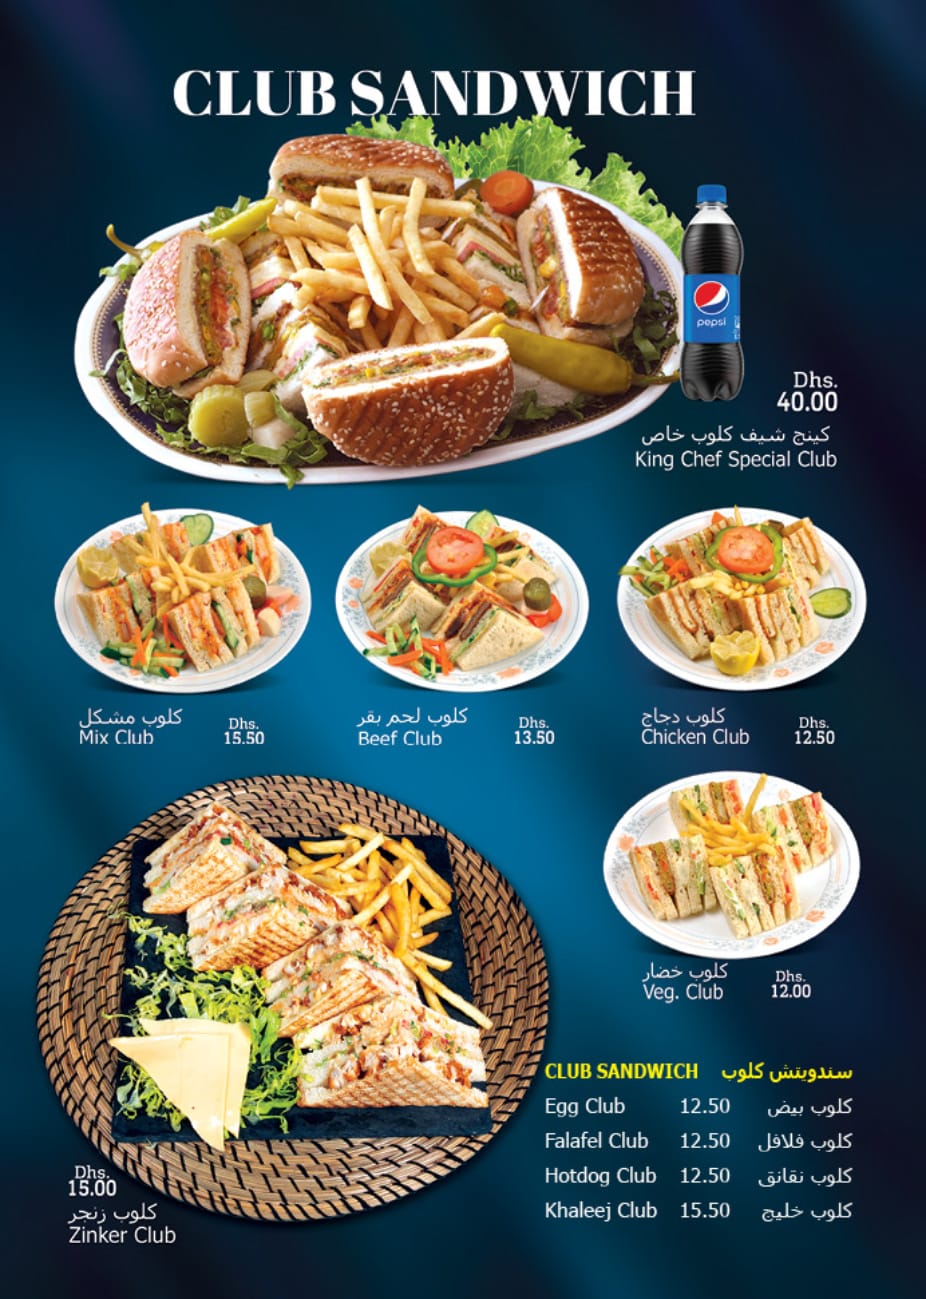 CLUB SANDWICH
pepsi
Dhs.
40.00
كينج شيف كلوب خاص
King Chef Special Club
كلوب مشكل
Mix Club
Dhs.
15.50
كلوب لحم بقر
Beef Club
Dhs.
13.50
كلوب دجاج
Chicken Club
Dhs.
12.50
كلوب خضار
Veg. Club
Dhs.
12.00
CLUB SANDWICH سندويتش كلوب
Egg Club 12.50 كلوب بيض
Falafel Club 12.50 كلوب فلافل
Hotdog Club 12.50 كلوب نقانق
Khaleej Club 15.50 كلوب خليج
Dhs.
15.00
كلوب زنجر
Zinker Club